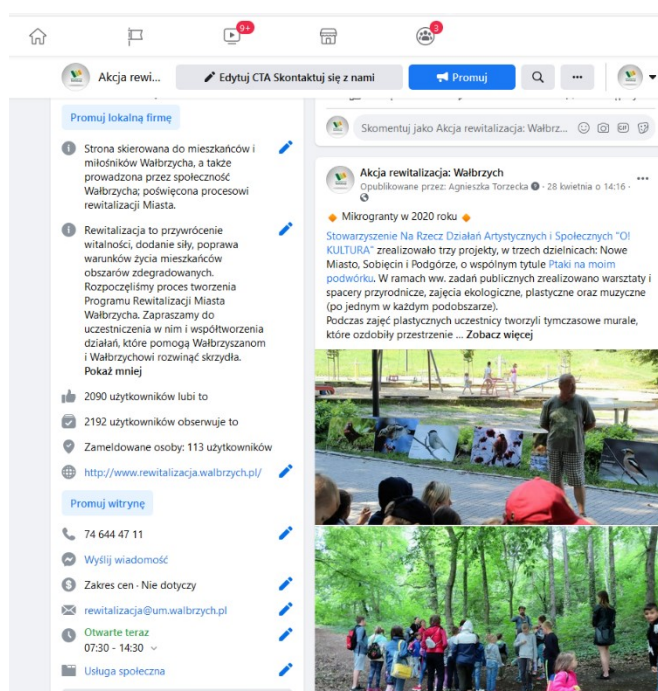 9+
3
Akcja rewi...
Edytuj CTA Skontaktuj się z nami
Promuj
Promuj lokalną firmę
Strona skierowana do mieszkańców i
miłośników Wałbrzycha, a także
prowadzona przez społeczność
Wałbrzycha; poświęcona procesowi
rewitalizacji Miasta.
Rewitalizacja to przywrócenie
witalności, dodanie siły, poprawa
warunków życia mieszkańców
obszarów zdegradowanych.
Rozpoczęliśmy proces tworzenia
Programu Rewitalizacji Miasta
Wałbrzycha. Zapraszamy do
uczestniczenia w nim i współtworzenia
działań, które pomogą Wałbrzyszanom
i Wałbrzychowi rozwinąć skrzydła.
Pokaż mniej
2090 użytkowników lubi to
2192 użytkowników obserwuje to
Zameldowane osoby: 113 użytkowników
http://www.rewitalizacja.walbrzych.pl/
Promuj witrynę
74 644 47 11
Wyślij wiadomość
Zakres cen · Nie dotyczy
rewitalizacja@um.walbrzych.pl
Otwarte teraz
07:30 - 14:30
Usługa społeczna
Skomentuj jako Akcja rewitalizacja: Wałbrz...
GIF
Akcja rewitalizacja: Wałbrzych
Opublikowane przez: Agnieszka Torzecka · 28 kwietnia o 14:16 ·
Mikrogranty w 2020 roku
Stowarzyszenie Na Rzecz Działań Artystycznych i Społecznych "O!
KULTURA" zrealizowało trzy projekty, w trzech dzielnicach: Nowe
Miasto, Sobięcin i Podgórze, o wspólnym tytule Ptaki na moim
podwórku. W ramach ww. zadań publicznych zrealizowano warsztaty i
spacery przyrodnicze, zajęcia ekologiczne, plastyczne oraz muzyczne
(po jednym w każdym podobszarze).
Podczas zajęć plastycznych uczestnicy tworzyli tymczasowe murale,
które ozdobiły przestrzenie ... Zobacz więcej